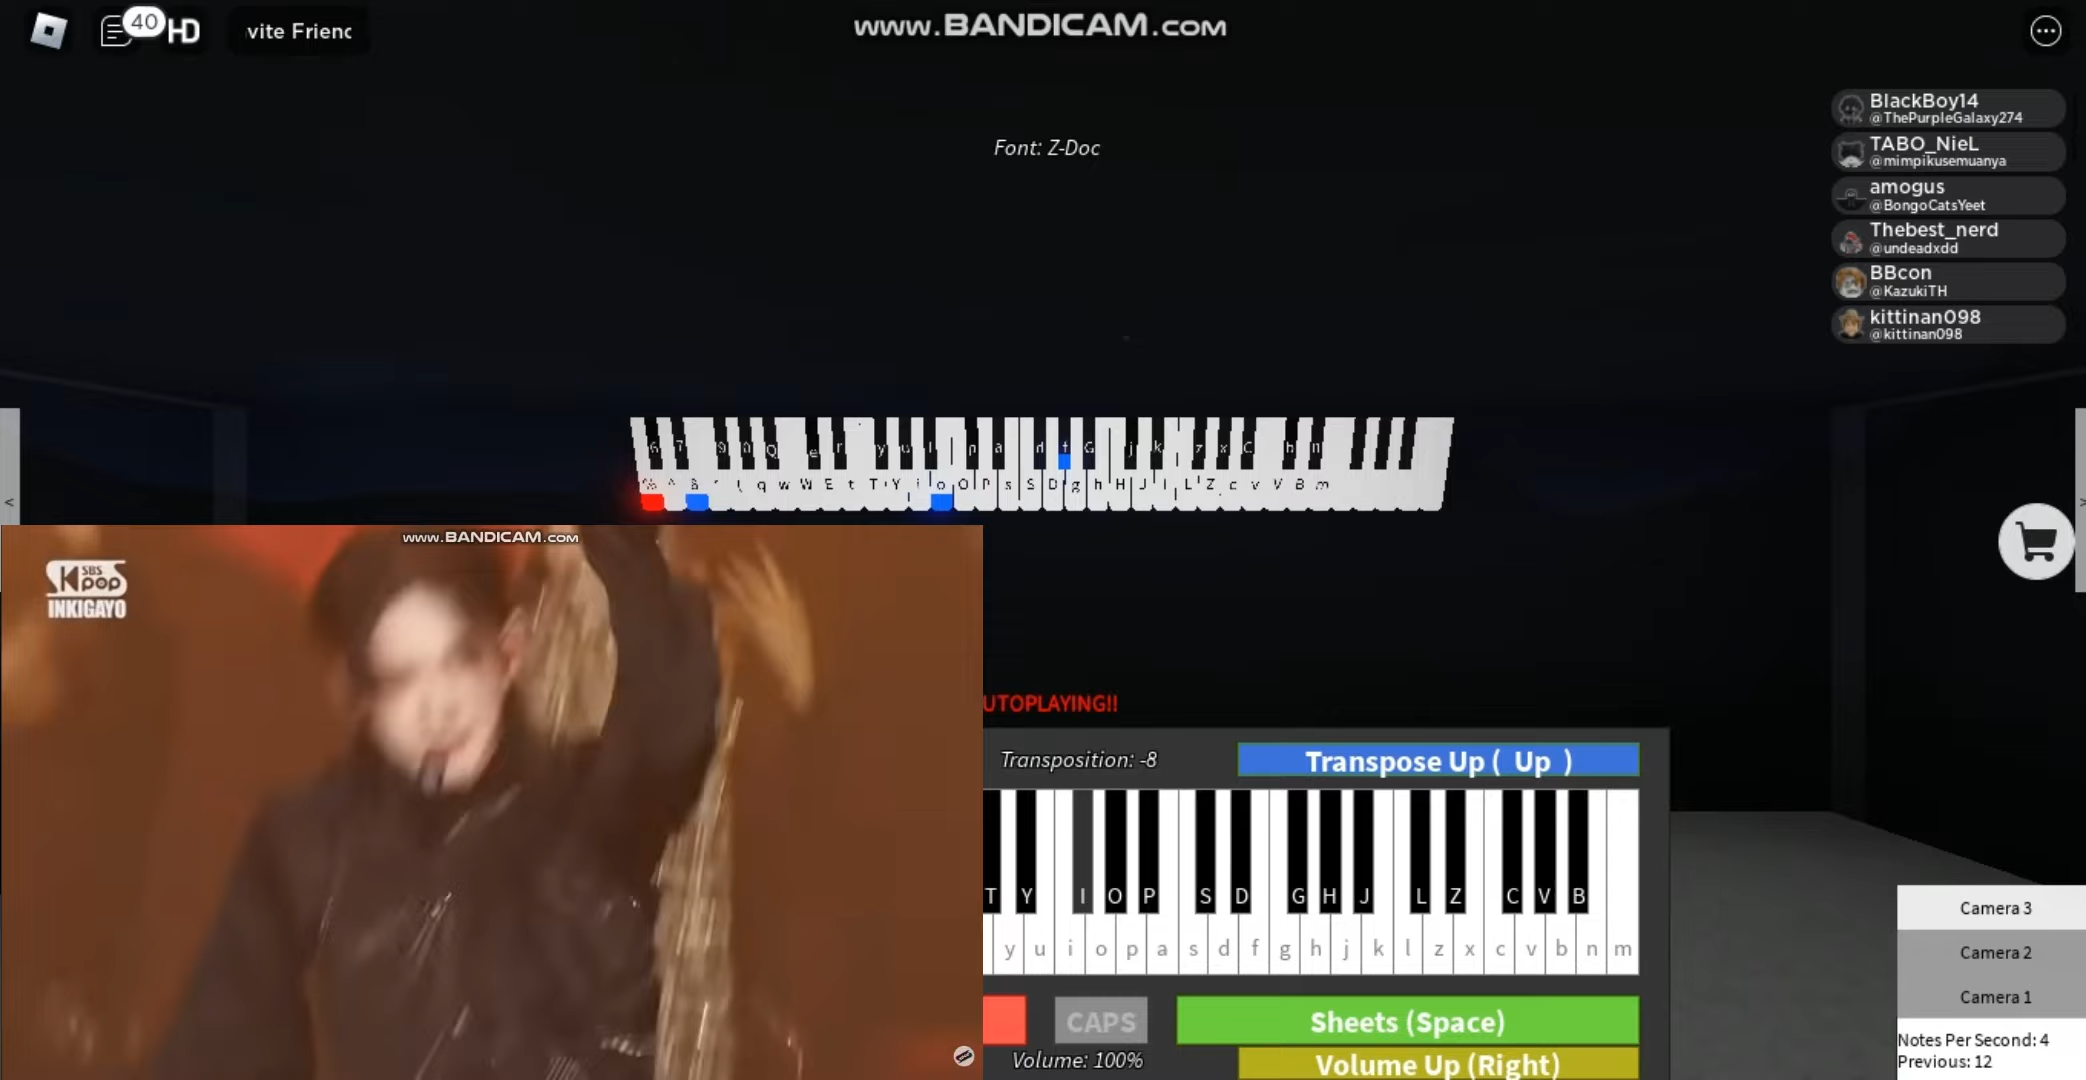 40
HD
vite Frienc
www.BANDICAM.COM
BlackBoy14
@ThePurpleGalaxy274
TABO_NieL
@mimpikusemuanya
amogus
@BongoCatsYeet
Thebest_nerd
@undeadxdd
BBcon
@KazukiTH
kittinan098
@kittinan098
Font: Z-Doc
q w W E t T Y i o O P s S D g h H J l L Z c v V B m
<
>
www.BANDICAM.COM
SBS
Kpop
INKIGAYO
UTOPLAYING!!
Transposition: -8
Transpose Up ( Up )
T Y I O P S D G H J L Z C V B
y u i o p a s d f g h j k l z x c v b n m
CAPS
Sheets (Space)
Volume: 100%
Volume Up (Right)
Camera 3
Camera 2
Camera 1
Notes Per Second: 4
Previous: 12